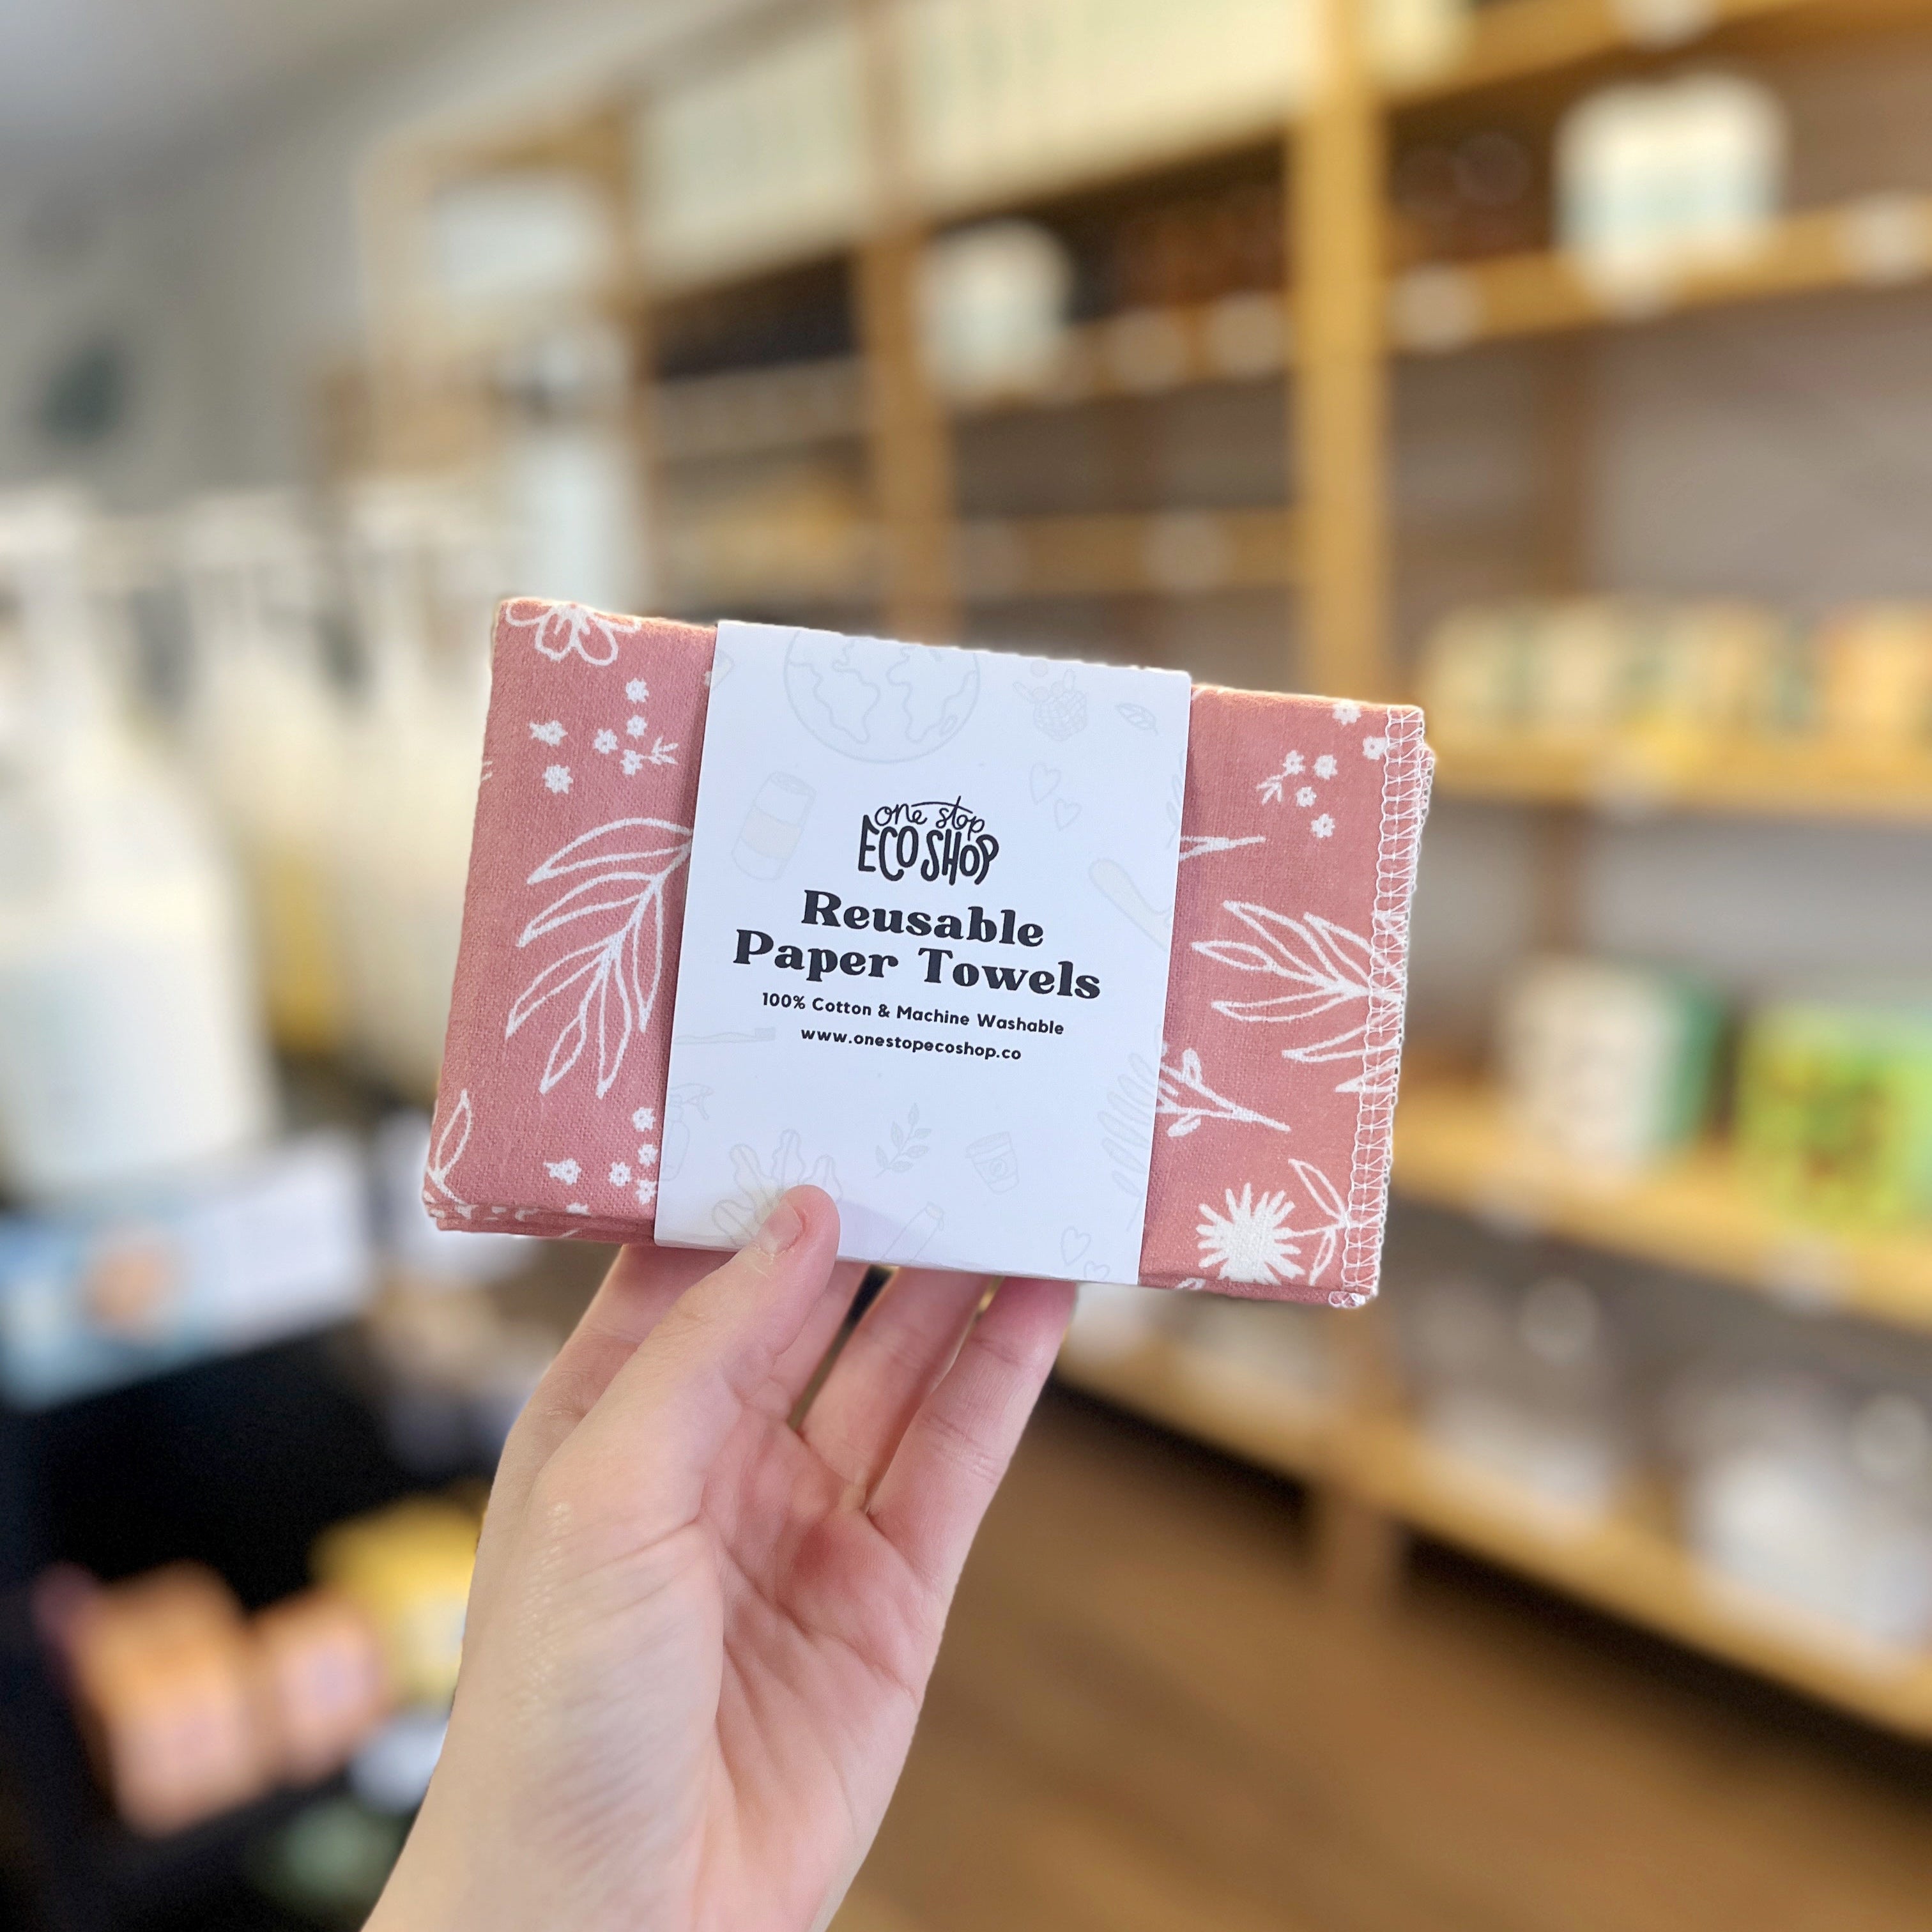 one stop
ECO SHOP
Reusable
Paper Towels
100% Cotton & Machine Washable
www.onestopecoshop.co